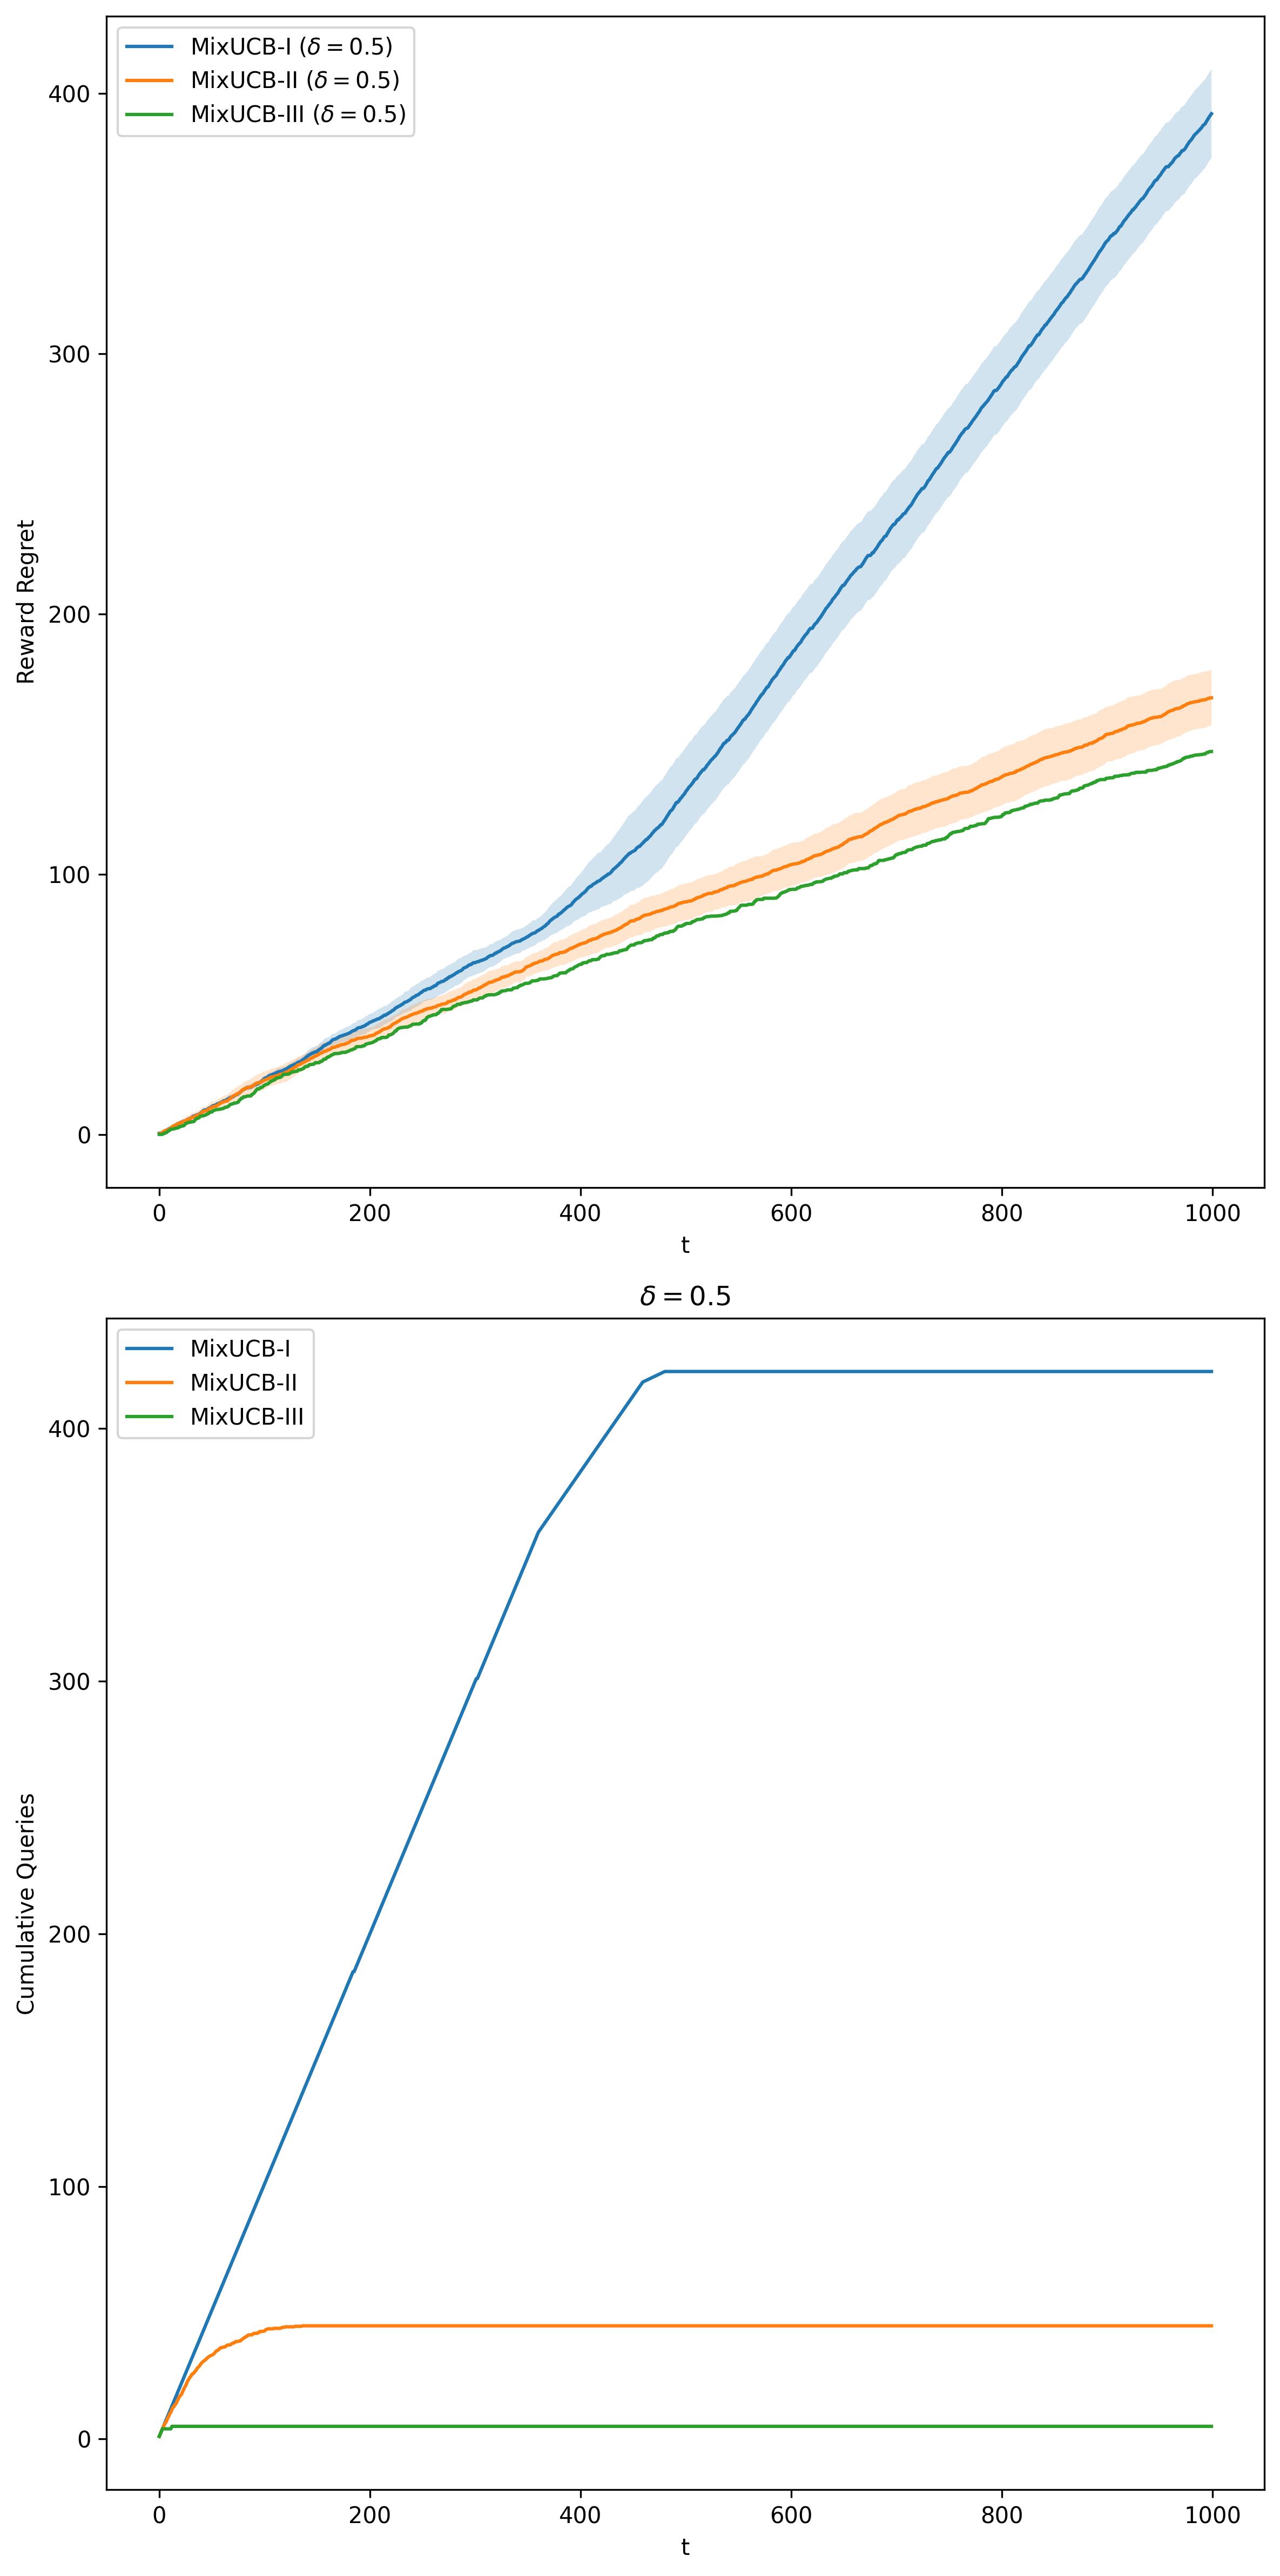 MixUCB-I (δ = 0.5)
MixUCB-II (δ = 0.5)
MixUCB-III (δ = 0.5)
400
300
200
100
0
Reward Regret
0 200 400 600 800 1000
t
δ = 0.5
MixUCB-I
MixUCB-II
MixUCB-III
400
300
200
100
0
Cumulative Queries
0 200 400 600 800 1000
t